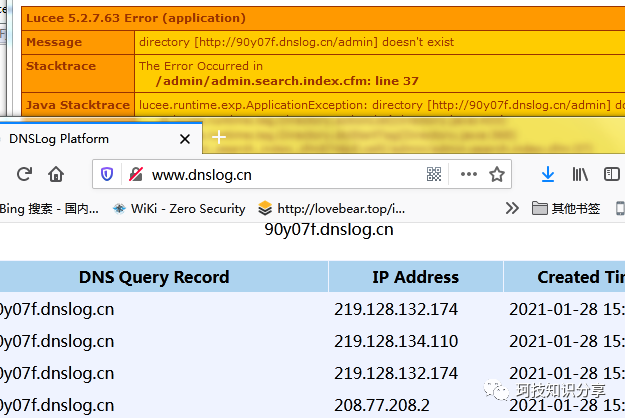 Lucee 5.2.7.63 Error (application)
Message directory [http://90y07f.dnslog.cn/admin] doesn't exist
Stacktrace The Error Occurred in
/admin/admin.search.index.cfm: line 37
Java Stacktrace lucee.runtime.exp.ApplicationException: directory [http://90y07f.dnslog.cn/admin] do
DNSLog Platform
www.dnslog.cn
Bing 搜索 - 国内... WiKi - Zero Security http://lovebear.top/i... 其他书签
90y07f.dnslog.cn
DNS Query Record IP Address Created Tim
0y07f.dnslog.cn 219.128.132.174 2021-01-28 15:
0y07f.dnslog.cn 219.128.134.110 2021-01-28 15:
0y07f.dnslog.cn 219.128.132.174 2021-01-28 15:
0y07f.dnslog.cn 208.77.208.2 2021-01-28 15:
珂技知识分享